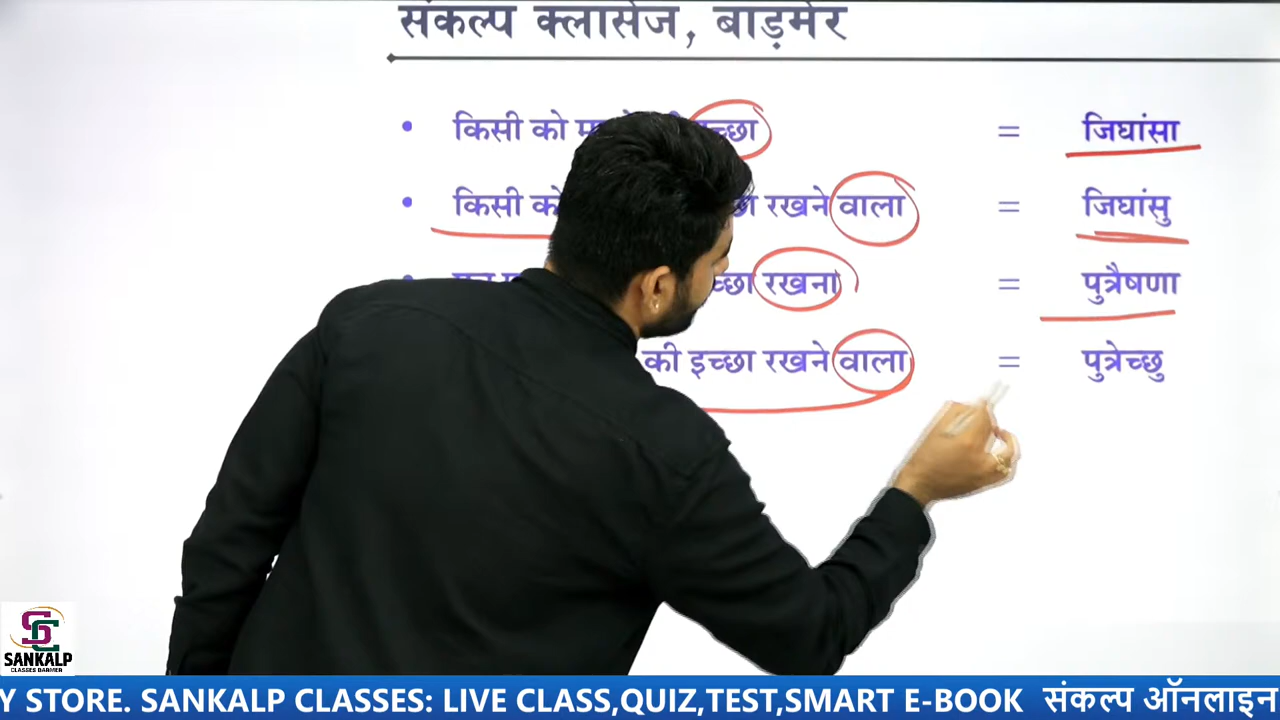 संकल्प क्लासेज, बाड़मेर
• किसी को = जिघांसा
• किसी को रखने वाला = जिघांसु
रखना = पुत्रैषणा
की इच्छा रखने वाला = पुत्रेच्छु
SC
SANKALP
CLASSES BARMER
Y STORE. SANKALP CLASSES: LIVE CLASS,QUIZ,TEST,SMART E-BOOK संकल्प ऑनलाइन